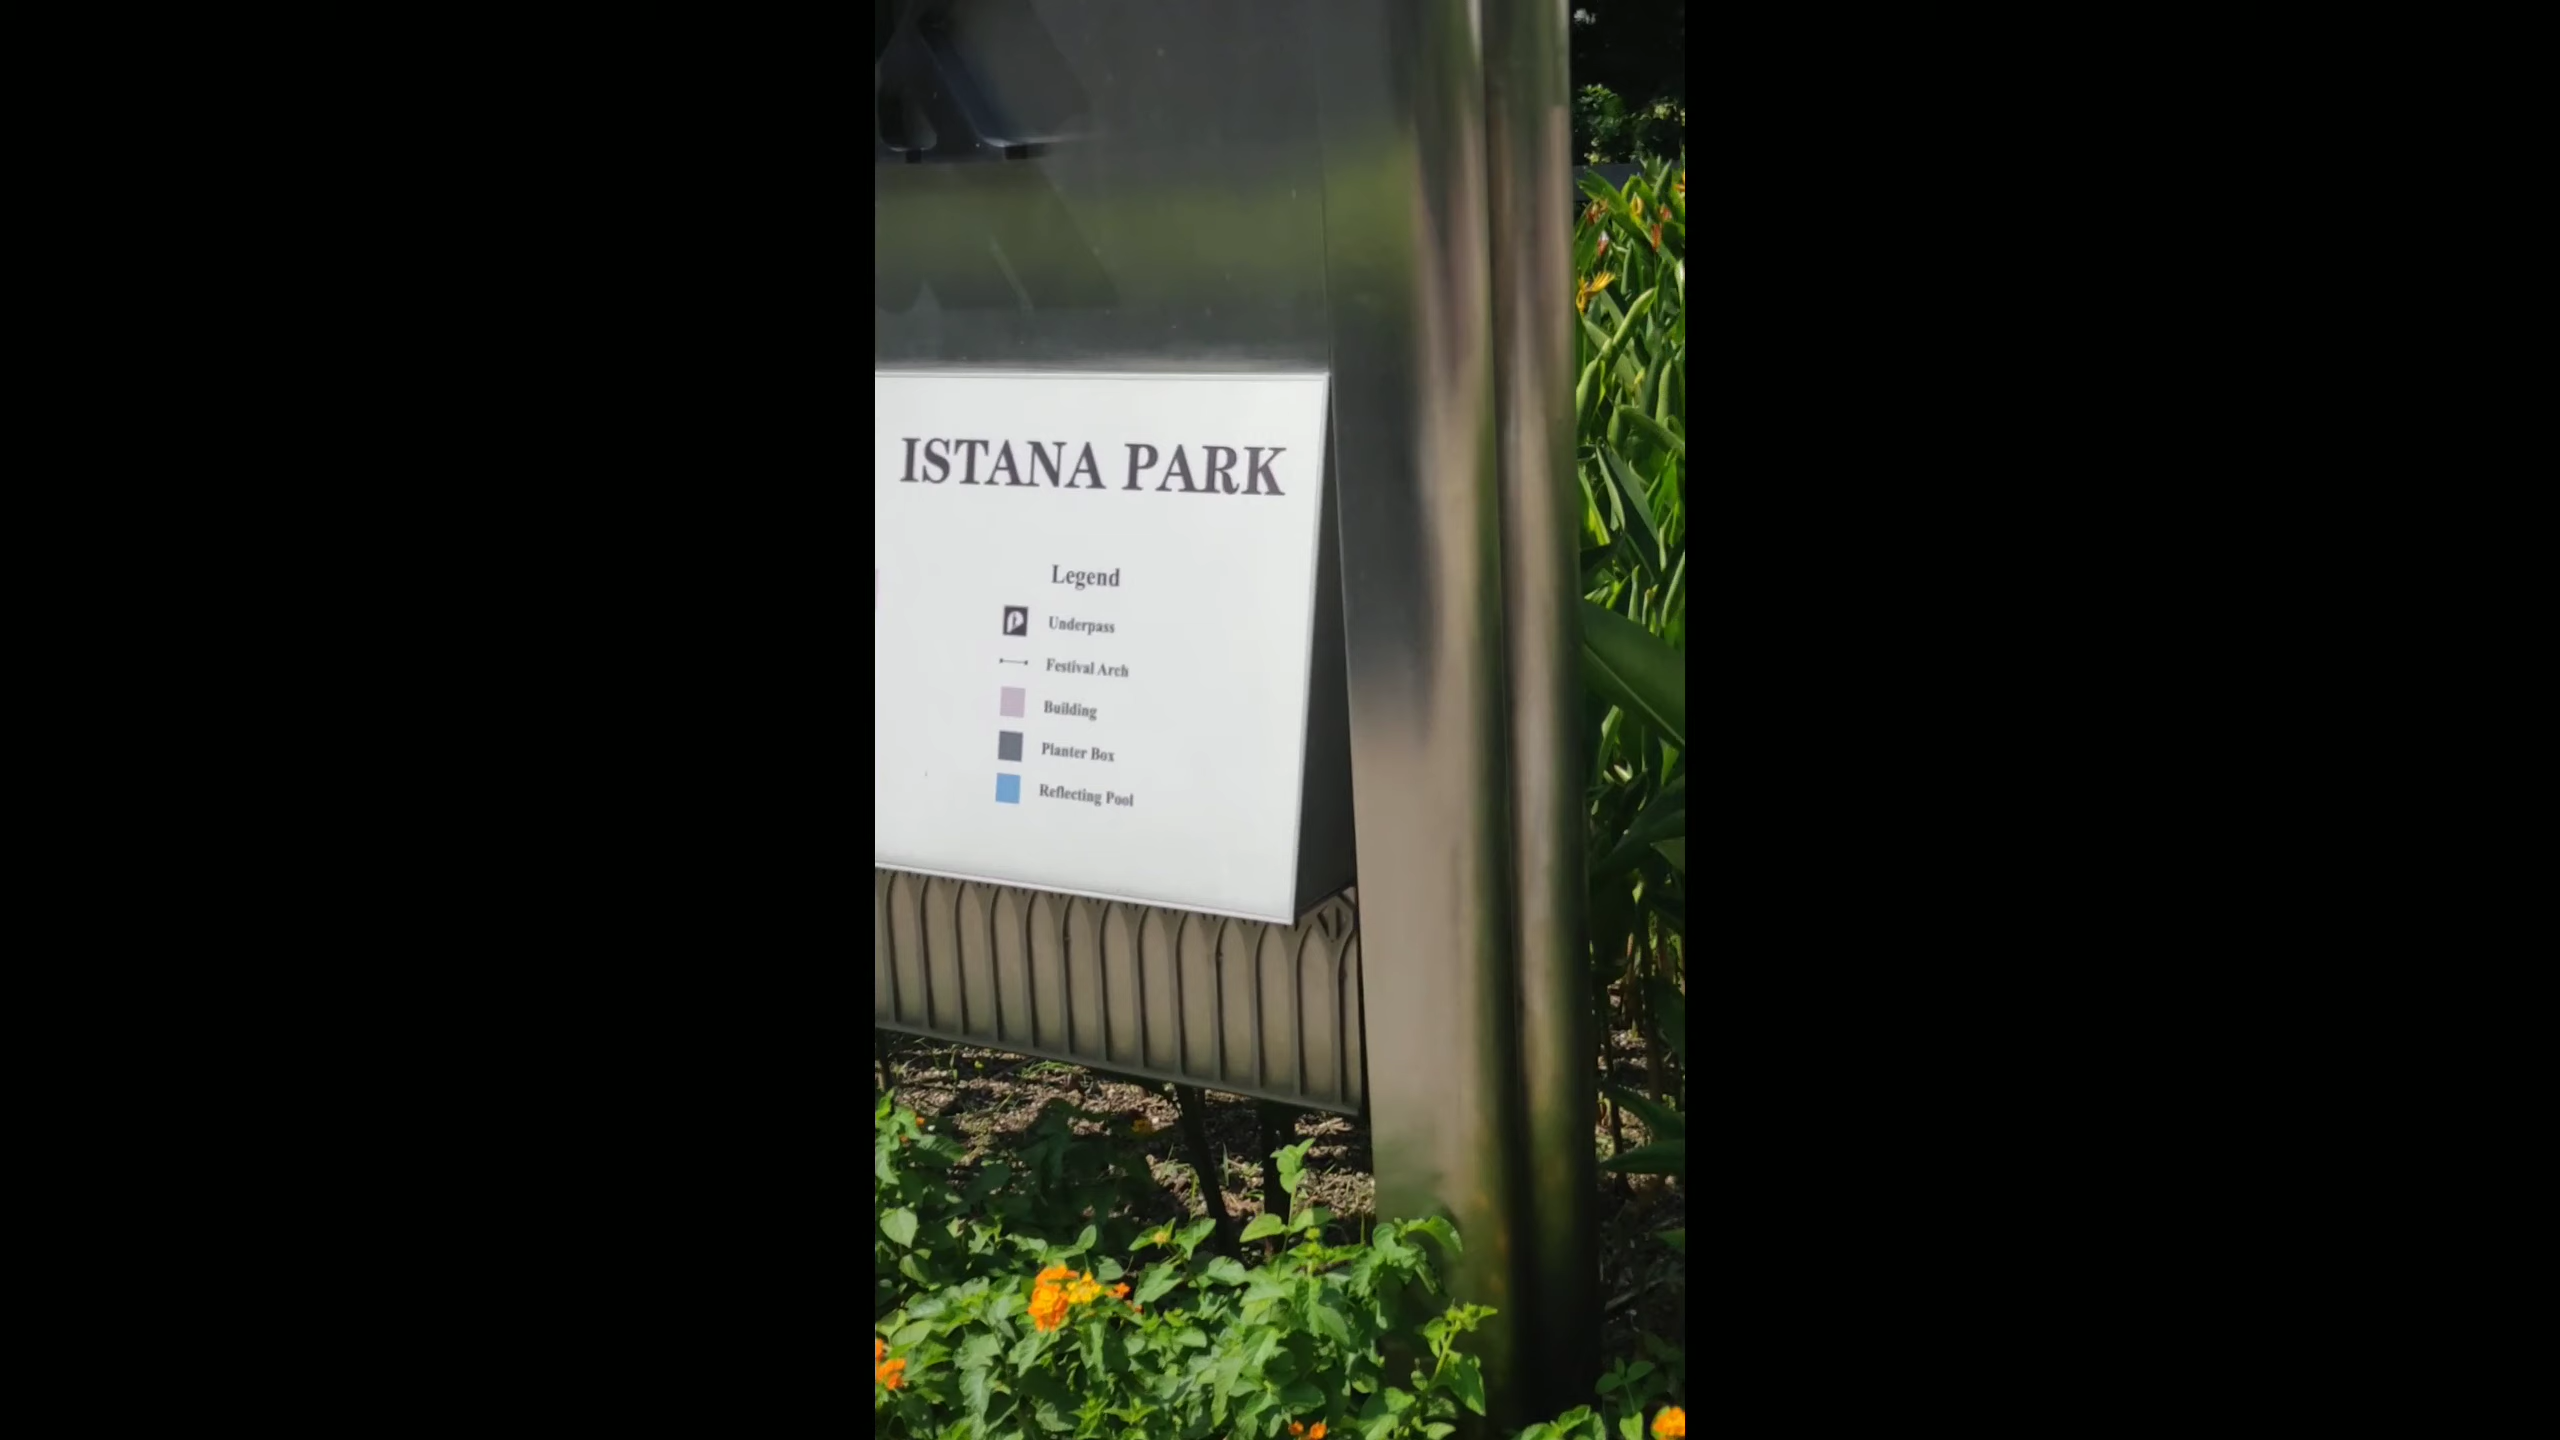 ISTANA PARK
Legend
Underpass
Festival Arch
Building
Planter Box
Reflecting Pool